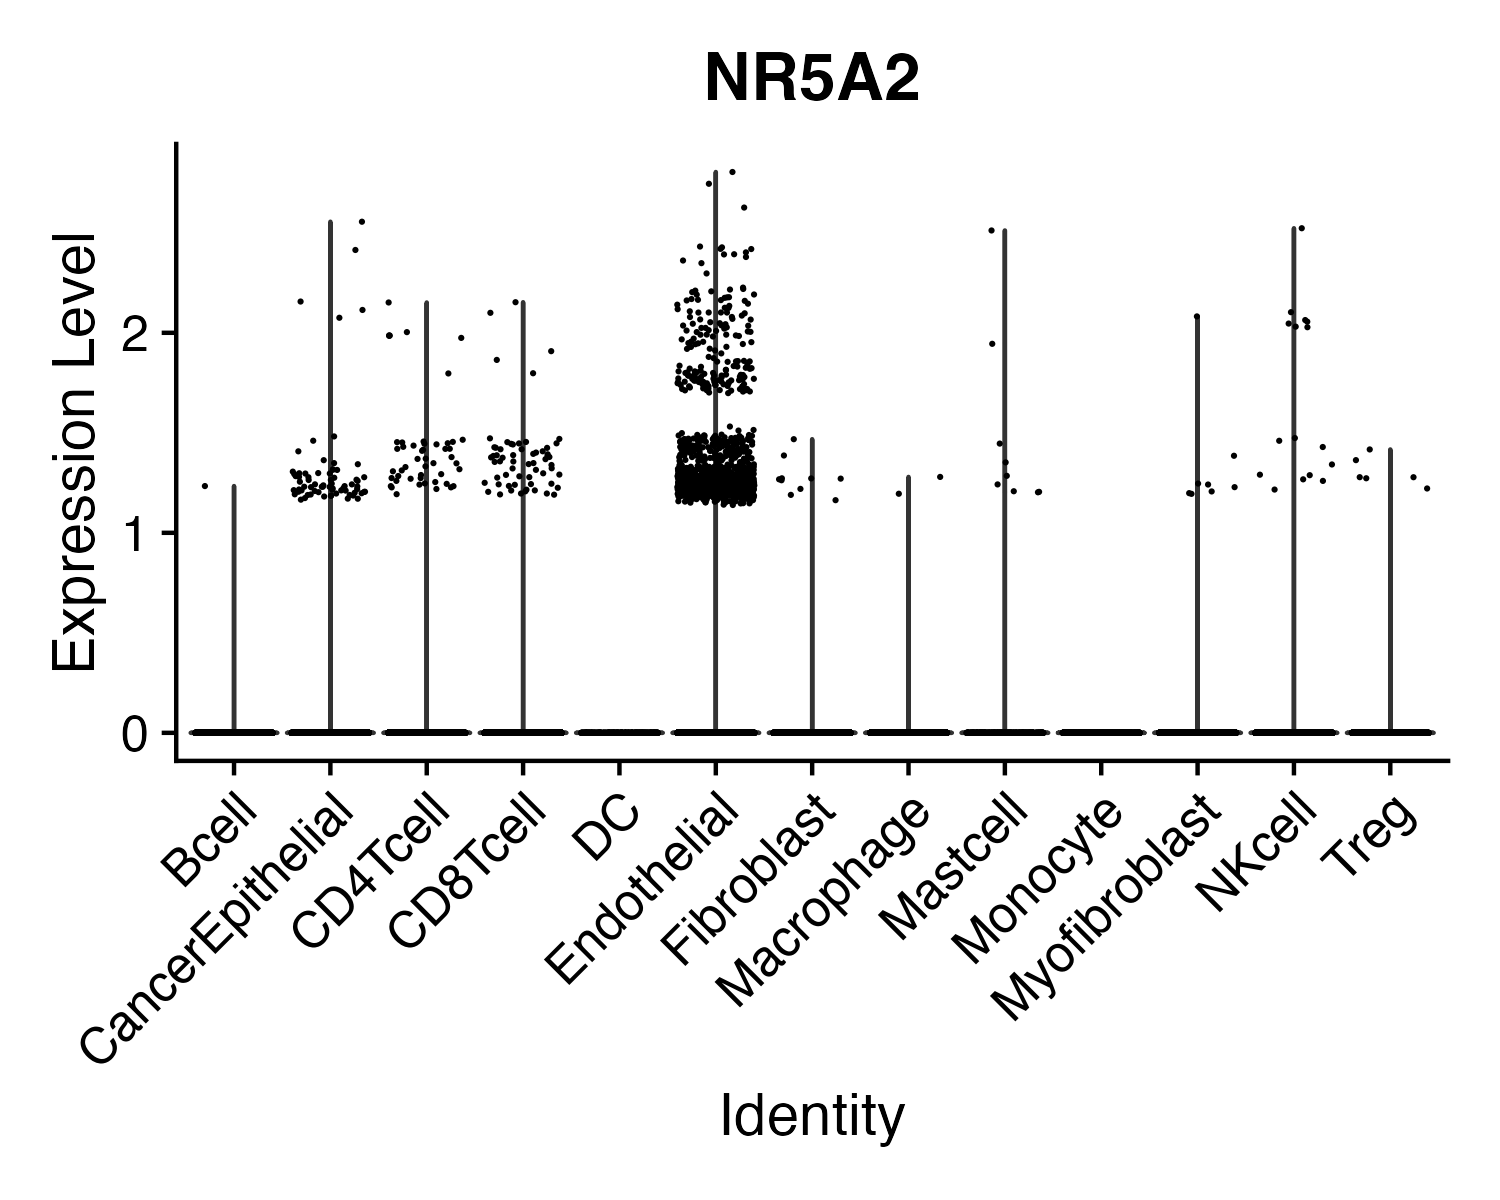 NR5A2
Expression Level
2
1
0
Bcell
CancerEpithelial
CD4Tcell
CD8Tcell
DC
Endothelial
Fibroblast
Macrophage
Mastcell
Monocyte
Myofibroblast
NKcell
Treg
Identity